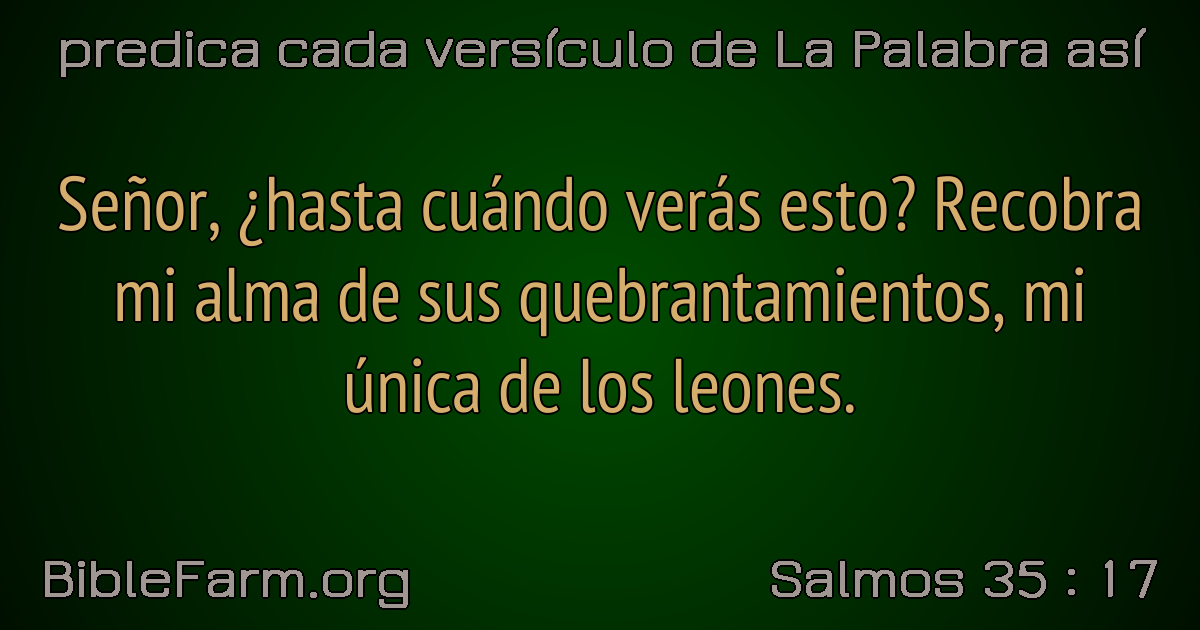 predica cada versículo de La Palabra así
Señor, ¿hasta cuándo verás esto? Recobra
mi alma de sus quebrantamientos, mi
única de los leones.
BibleFarm.org
Salmos 35 : 17